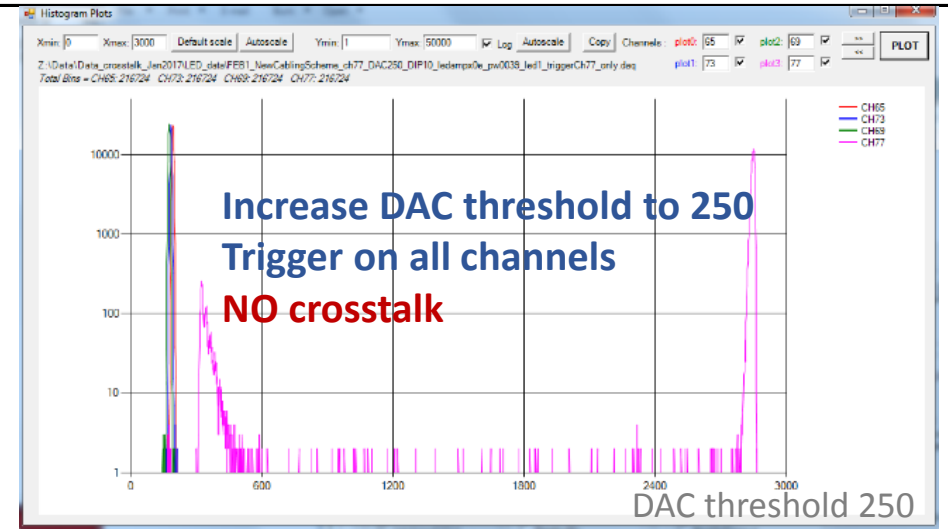 Histogram Plots
Xmin: 0 Xmax: 3000 Default scale Autoscale Ymin: 1 Ymax: 50000 Log Autoscale Copy Channels : plot0: 65 plot2: 69 >> PLOT
Z:\Data\Data_crosstalk_Jan2017\LED_data\FEB1_NewCablingScheme_ch77_DAC250_DIP10_ledampx0e_pw0038_led1_triggerCh77_only.daq plot1: 73 plot3: 77 <<
Total Bins = CH65: 216724 CH73: 216724 CH69: 216724 CH77: 216724
CH65
CH73
CH69
CH77
10000
Increase DAC threshold to 250
1000
Trigger on all channels
NO crosstalk
100
10
1
0 600 1200 1800 2400 3000
DAC threshold 250